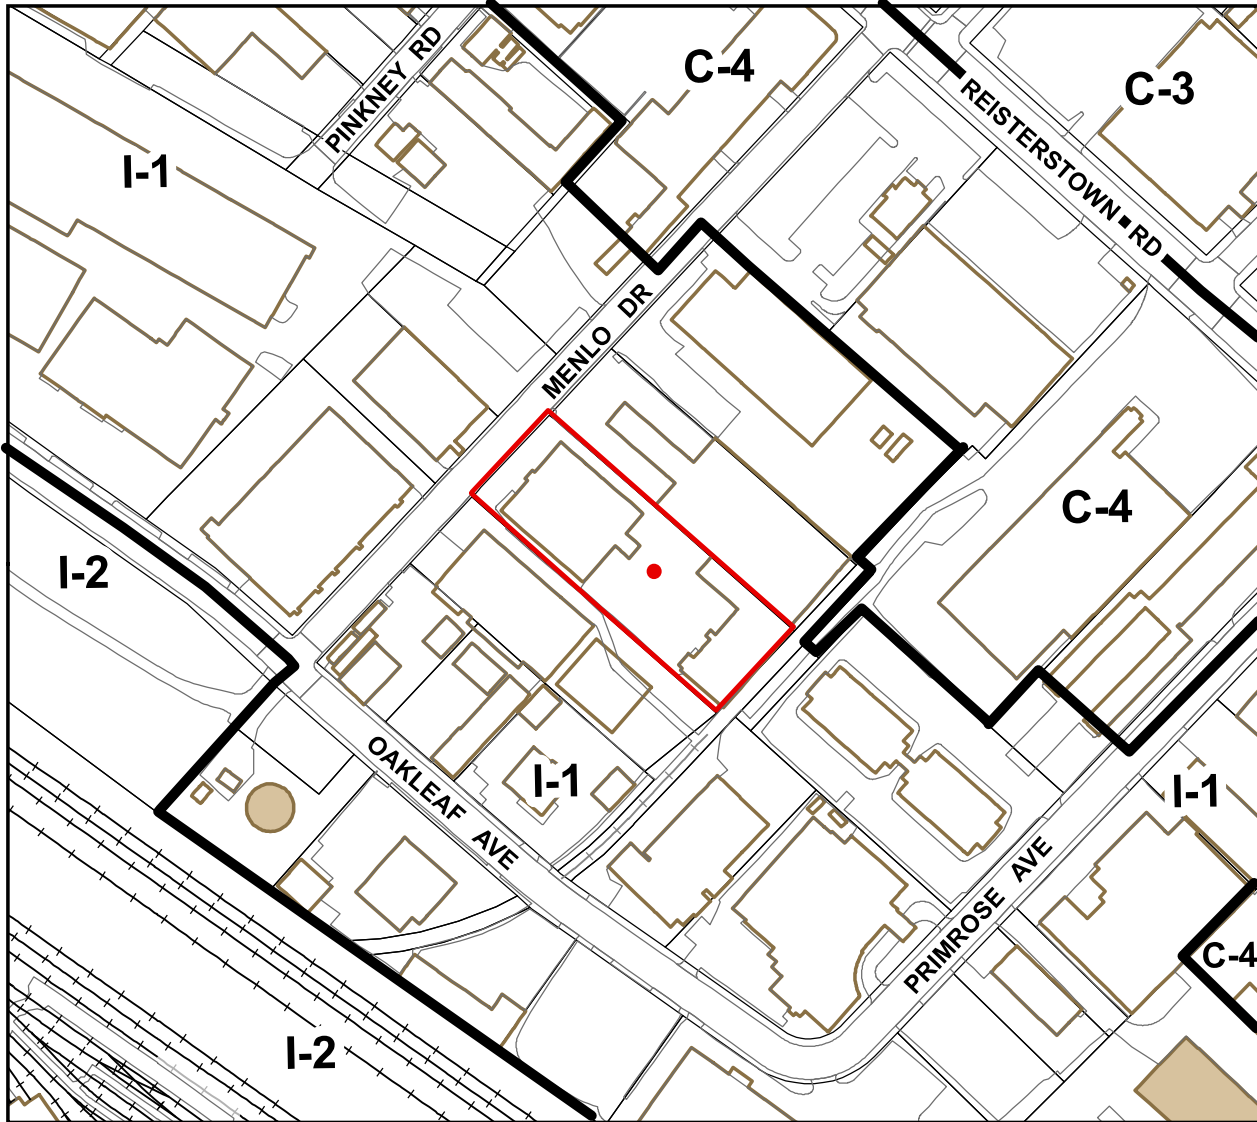 PINKNEY RD
C-4
C-3
REISTERSTOWN RD
I-1
MENLO DR
C-4
I-2
OAKLEAF AVE
I-1
I-1
PRIMROSE AVE
C-4
I-2